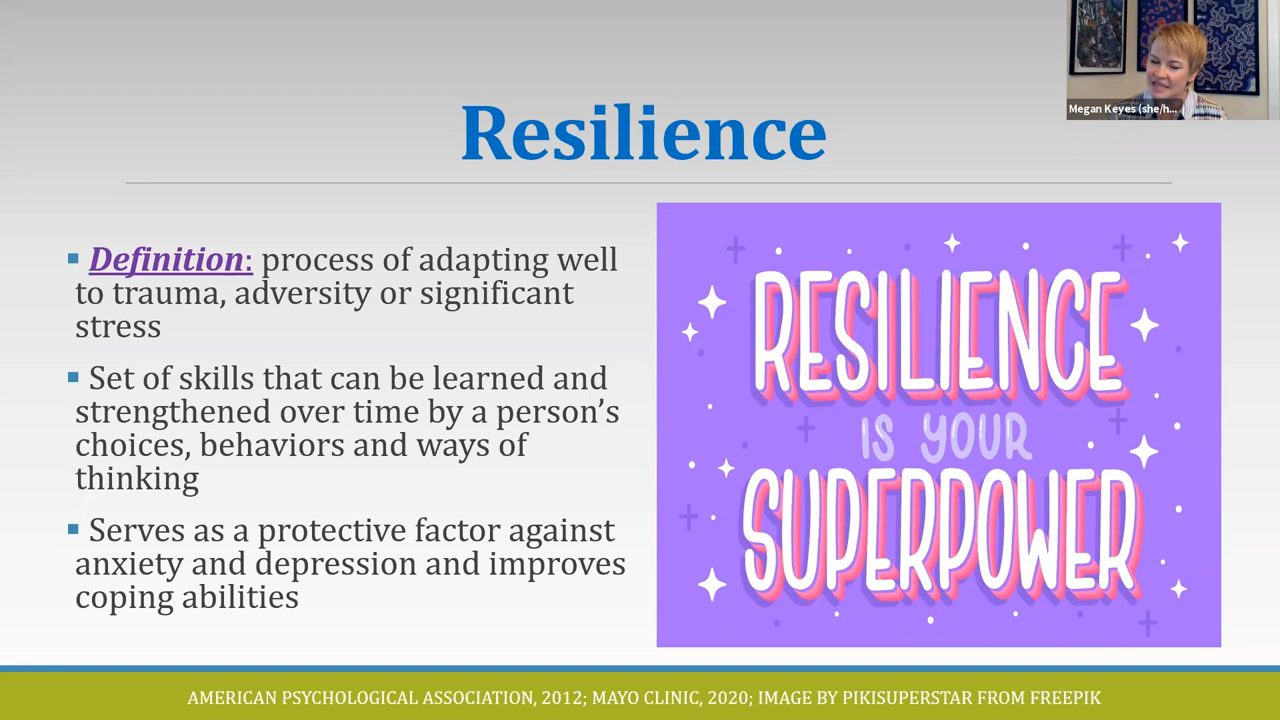 Megan Keyes (she/h...
Resilience
Definition: process of adapting well
to trauma, adversity or significant
stress
Set of skills that can be learned and
strengthened over time by a person’s
choices, behaviors and ways of
thinking
Serves as a protective factor against
anxiety and depression and improves
coping abilities
RESILIENCE
IS YOUR
SUPERPOWER
AMERICAN PSYCHOLOGICAL ASSOCIATION, 2012; MAYO CLINIC, 2020; IMAGE BY PIKISUPERSTAR FROM FREEPIK